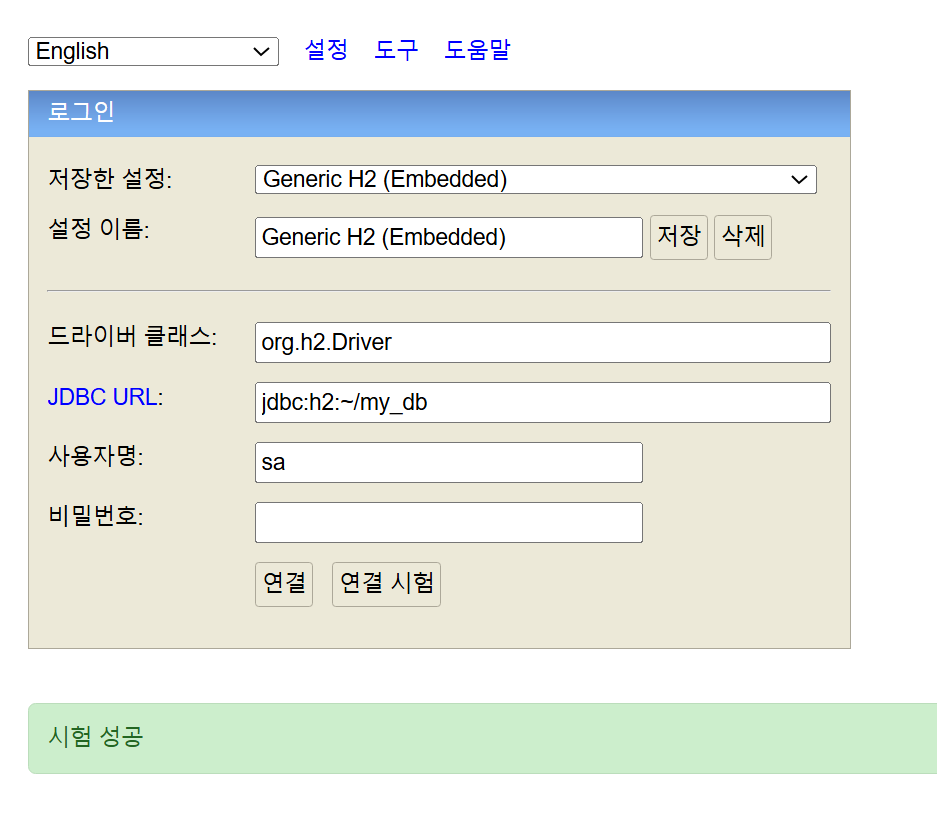 English 설정 도구 도움말
로그인
저장한 설정: Generic H2 (Embedded)
설정 이름: Generic H2 (Embedded) 저장 삭제
드라이버 클래스: org.h2.Driver
JDBC URL: jdbc:h2:~/my_db
사용자명: sa
비밀번호:
연결 연결 시험
시험 성공